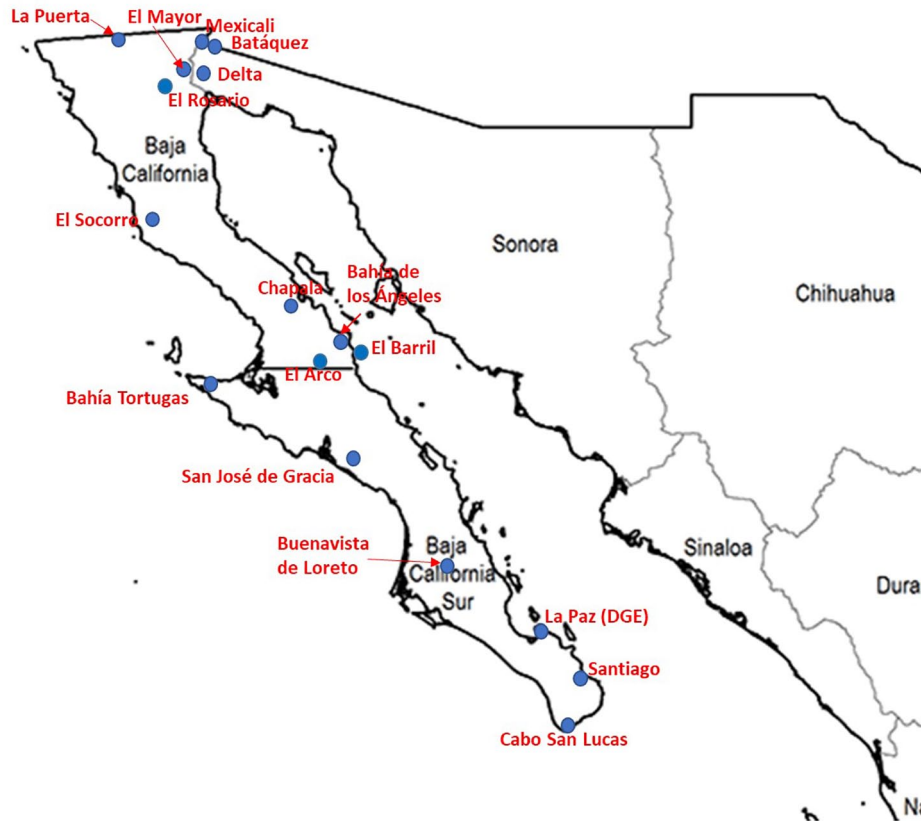 La Puerta
El Mayor
Mexicali
Batáquez
Delta
El Rosario
Baja
California
El Socorro
Sonora
Chihuahua
Bahía de
los Ángeles
Chapala
El Barril
El Arco
Bahía Tortugas
San José de Gracia
Buenavista
de Loreto
Baja
California
Sur
Sinaloa
Dura
La Paz (DGE)
Santiago
Cabo San Lucas
Na